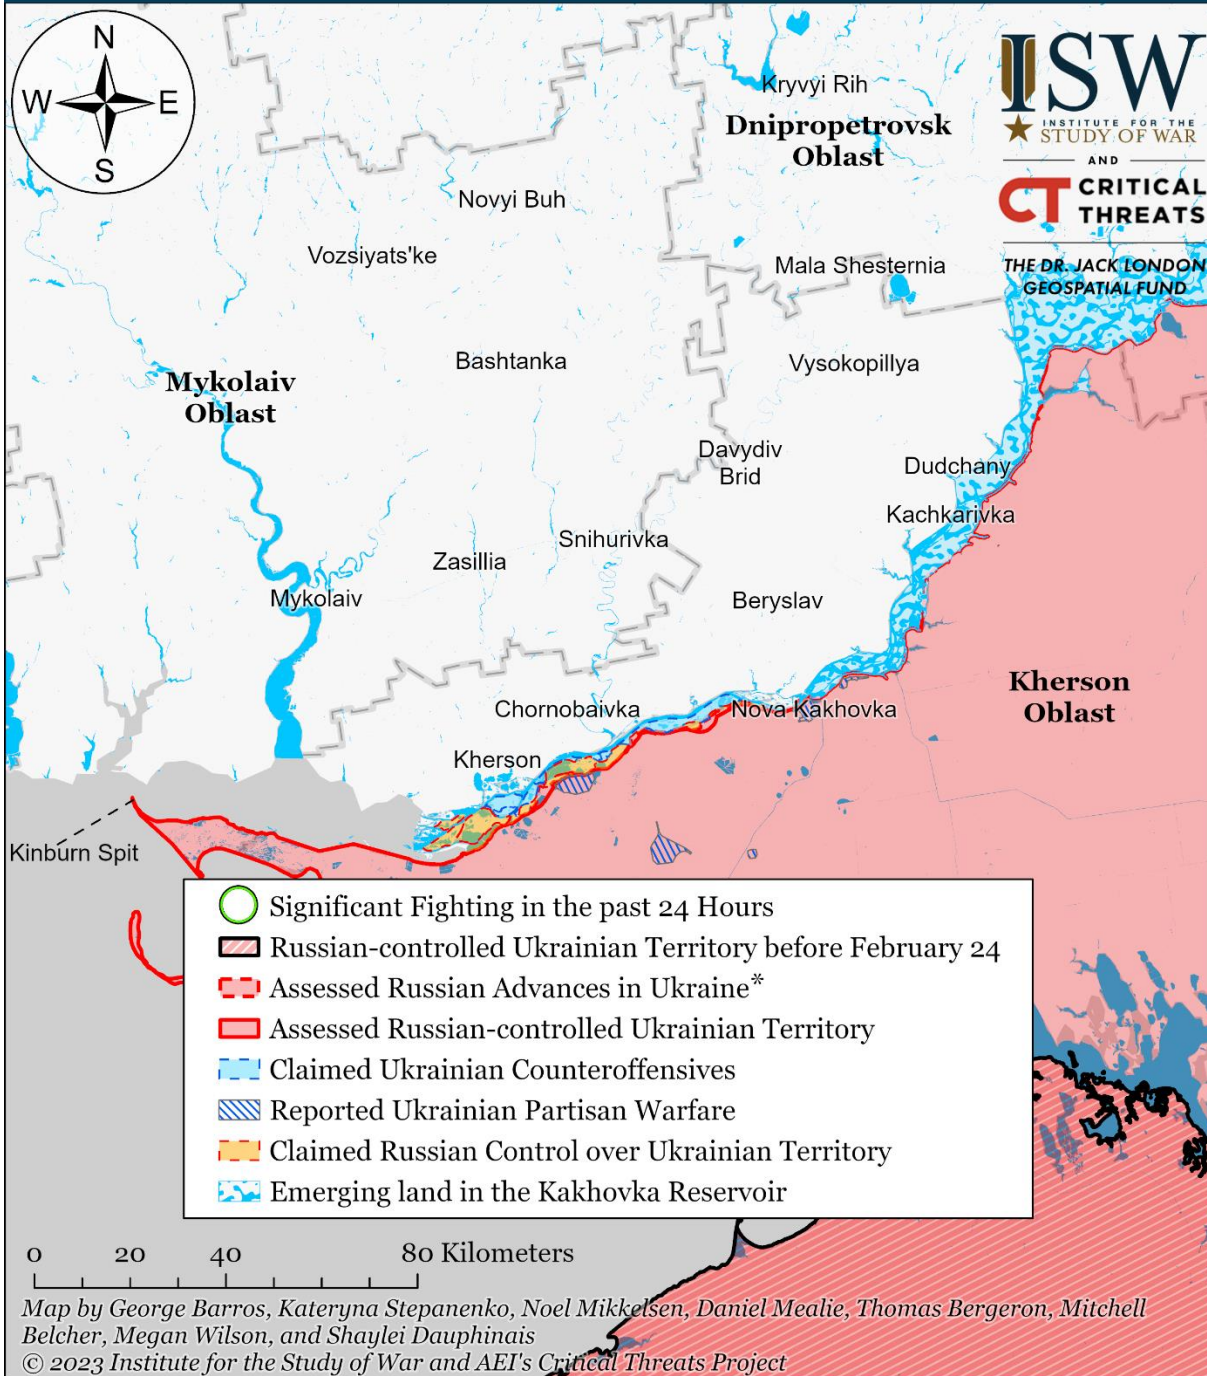 N
W
E
S
ISW
INSTITUTE FOR THE
STUDY OF WAR
AND
CT CRITICAL
THREATS
THE DR. JACK LONDON
GEOSPATIAL FUND
Kryvyi Rih
Dnipropetrovsk
Oblast
Novyi Buh
Vozsiyats'ke
Mala Shesternia
Bashtanka
Vysokopillya
Mykolaiv
Oblast
Davydiv
Brid
Dudchany
Kachkarivka
Snihurivka
Zasillia
Mykolaiv
Beryslav
Kherson
Oblast
Chornobaivka
Nova Kakhovka
Kherson
Kinburn Spit
Significant Fighting in the past 24 Hours
Russian-controlled Ukrainian Territory before February 24
Assessed Russian Advances in Ukraine*
Assessed Russian-controlled Ukrainian Territory
Claimed Ukrainian Counteroffensives
Reported Ukrainian Partisan Warfare
Claimed Russian Control over Ukrainian Territory
Emerging land in the Kakhovka Reservoir
0 20 40 80 Kilometers
Map by George Barros, Kateryna Stepanenko, Noel Mikkelsen, Daniel Mealie, Thomas Bergeron, Mitchell
Belcher, Megan Wilson, and Shaylei Dauphinais
© 2023 Institute for the Study of War and AEI's Critical Threats Project